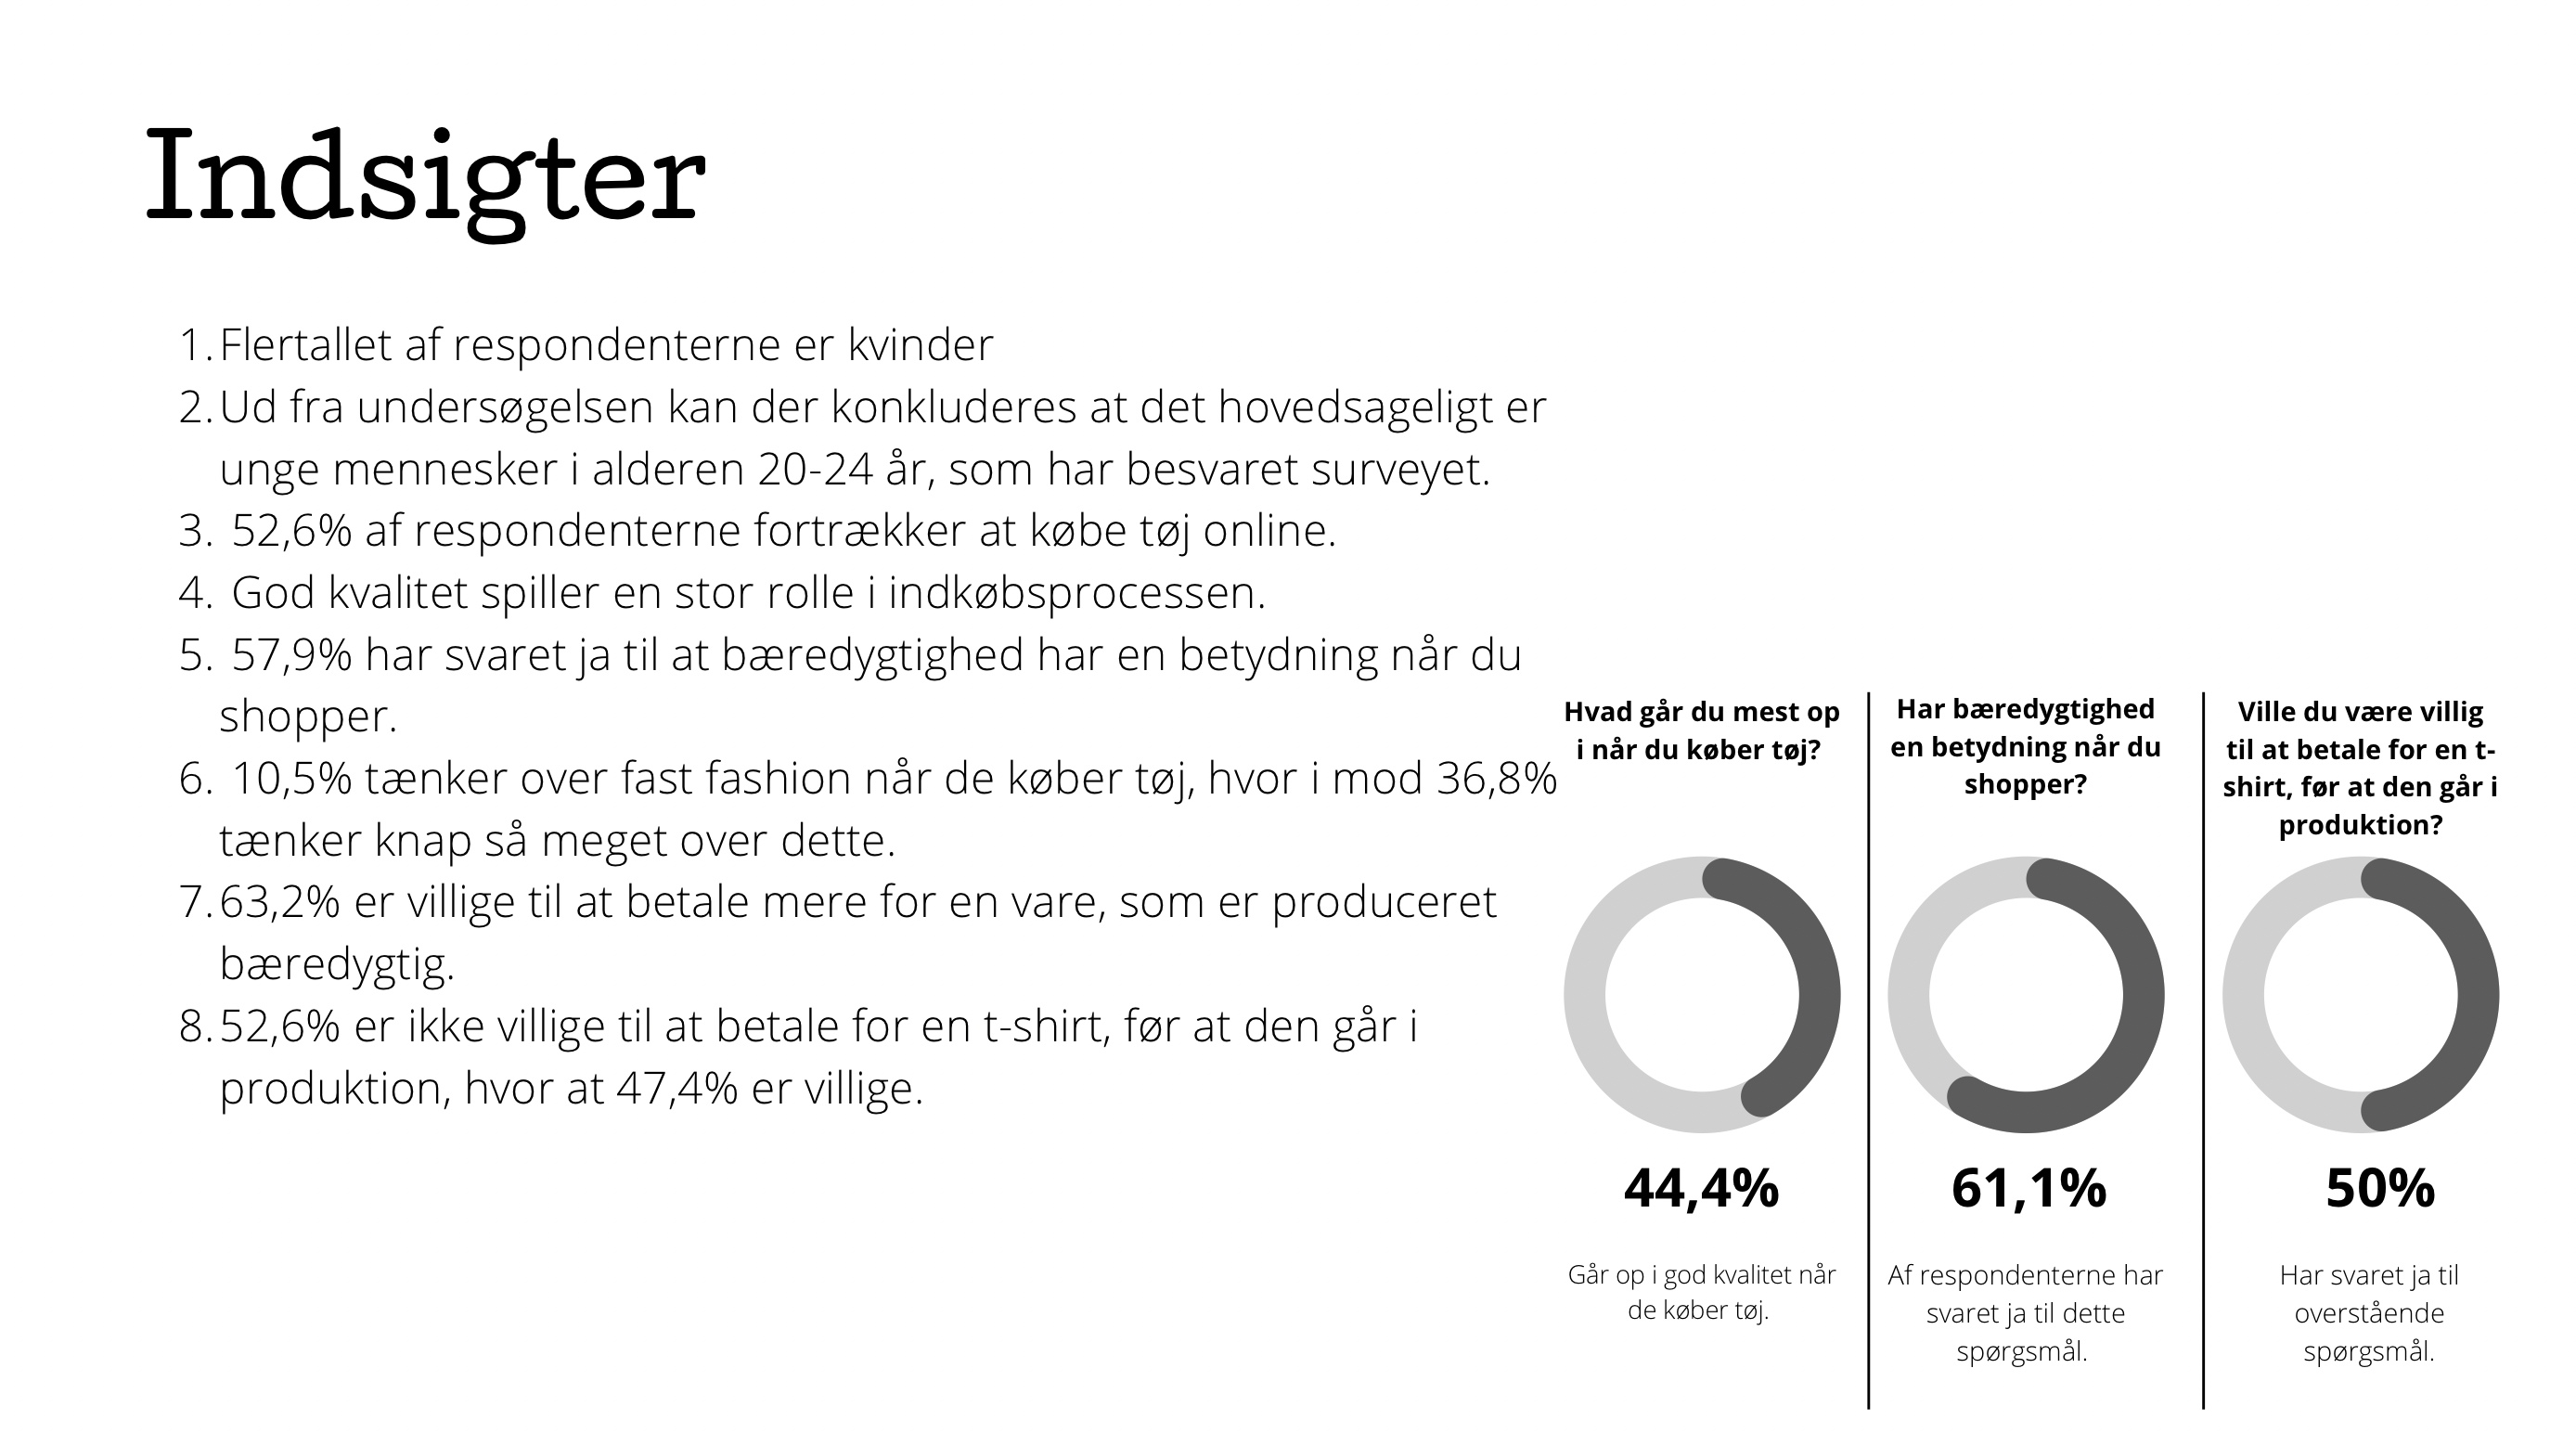 Indsigter
1. Flertallet af respondenterne er kvinder
2. Ud fra undersøgelsen kan der konkluderes at det hovedsageligt er
unge mennesker i alderen 20-24 år, som har besvaret surveyet.
3. 52,6% af respondenterne fortrækker at købe tøj online.
4. God kvalitet spiller en stor rolle i indkøbsprocessen.
5. 57,9% har svaret ja til at bæredygtighed har en betydning når du
shopper.
6. 10,5% tænker over fast fashion når de køber tøj, hvor i mod 36,8%
tænker knap så meget over dette.
7. 63,2% er villige til at betale mere for en vare, som er produceret
bæredygtig.
8. 52,6% er ikke villige til at betale for en t-shirt, før at den går i
produktion, hvor at 47,4% er villige.
Hvad går du mest op
i når du køber tøj?
44,4%
Går op i god kvalitet når
de køber tøj.
Har bæredygtighed
en betydning når du
shopper?
61,1%
Af respondenterne har
svaret ja til dette
spørgsmål.
Ville du være villig
til at betale for en t-
shirt, før at den går i
produktion?
50%
Har svaret ja til
overstående
spørgsmål.